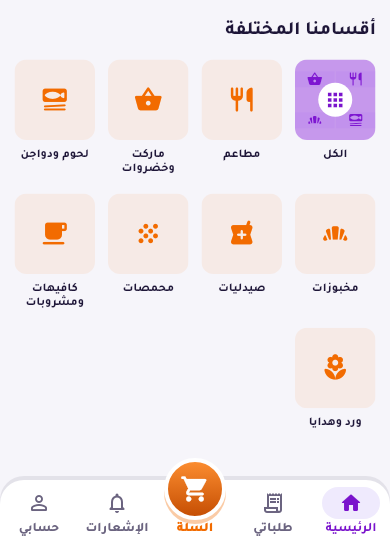 أقسامنا المختلفة
الكل
مطاعم
ماركت
وخضروات
لحوم ودواجن
مخبوزات
صيدليات
محمصات
كافيهات
ومشروبات
ورد وهدايا
الرئيسية
طلباتي
السلة
الإشعارات
حسابي